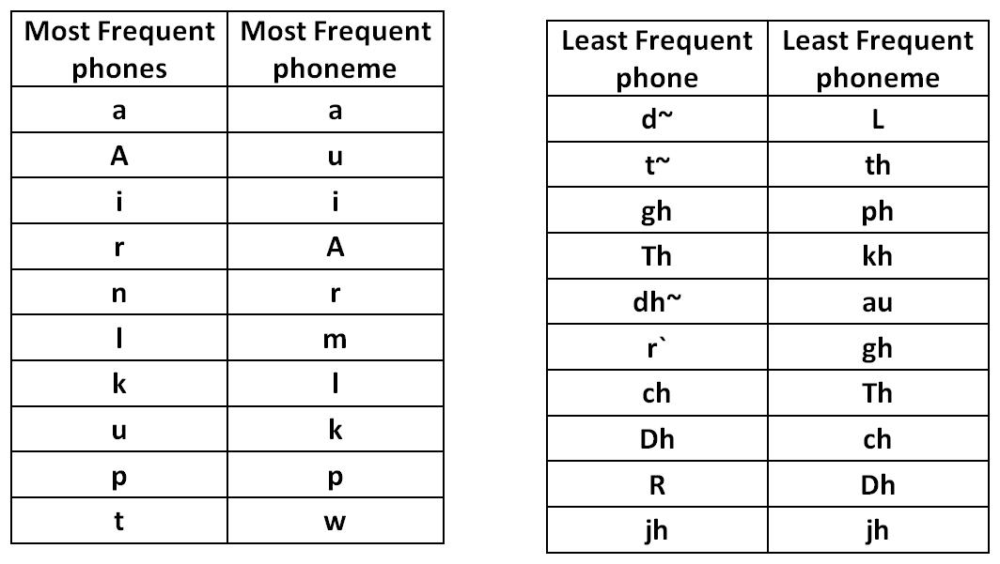 Most Frequent phones Most Frequent phoneme
a a
A u
i i
r A
n r
l m
k l
u k
p p
t w
Least Frequent phone Least Frequent phoneme
d~ L
t~ th
gh ph
Th kh
dh~ au
r` gh
ch Th
Dh ch
R Dh
jh jh